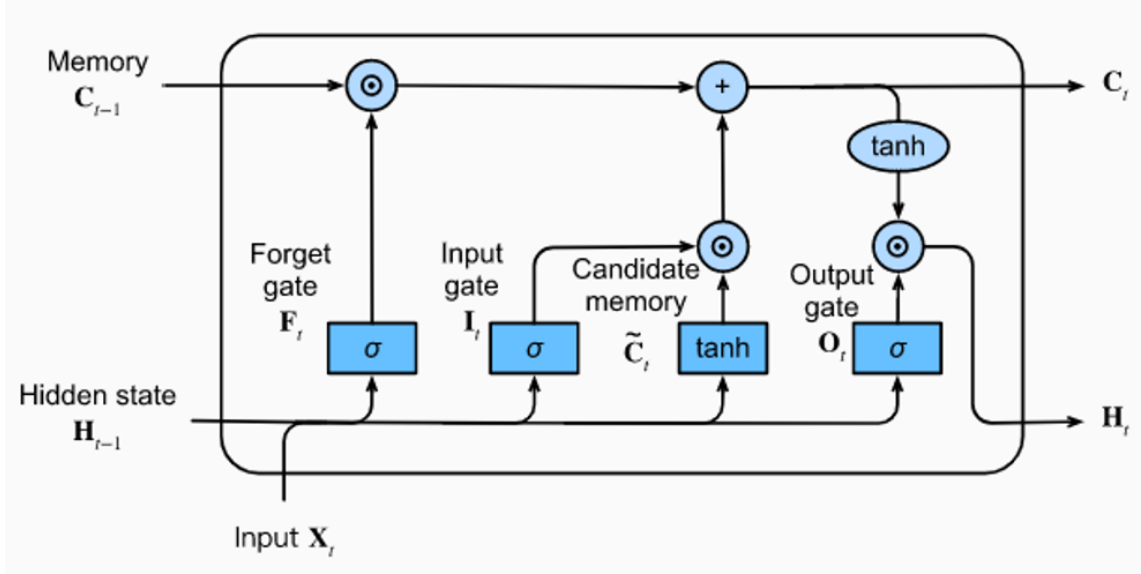 Memory
C_{t-1}
⊙
+
C_t
tanh
⊙
⊙
Forget
gate
F_t
Input
gate
I_t
Candidate
memory
C̃_t
Output
gate
O_t
σ
σ
tanh
σ
Hidden state
H_{t-1}
H_t
Input X_t